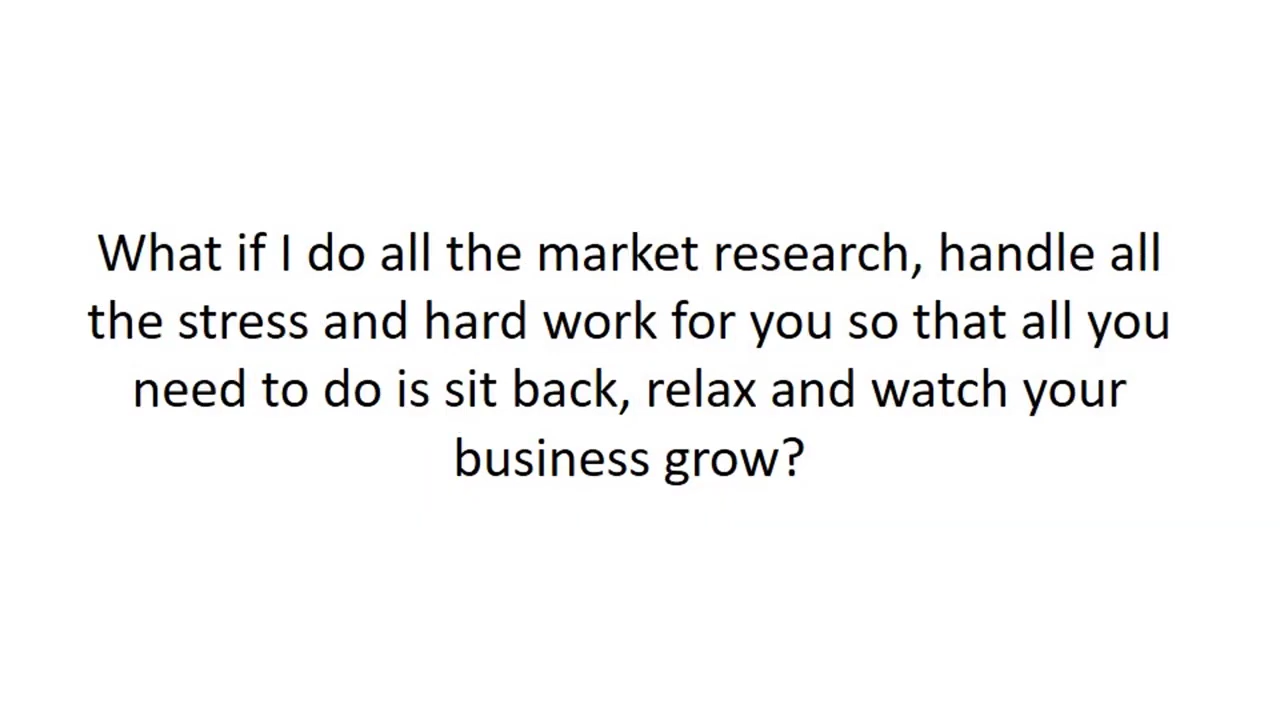 What if I do all the market research, handle all
the stress and hard work for you so that all you
need to do is sit back, relax and watch your
business grow?